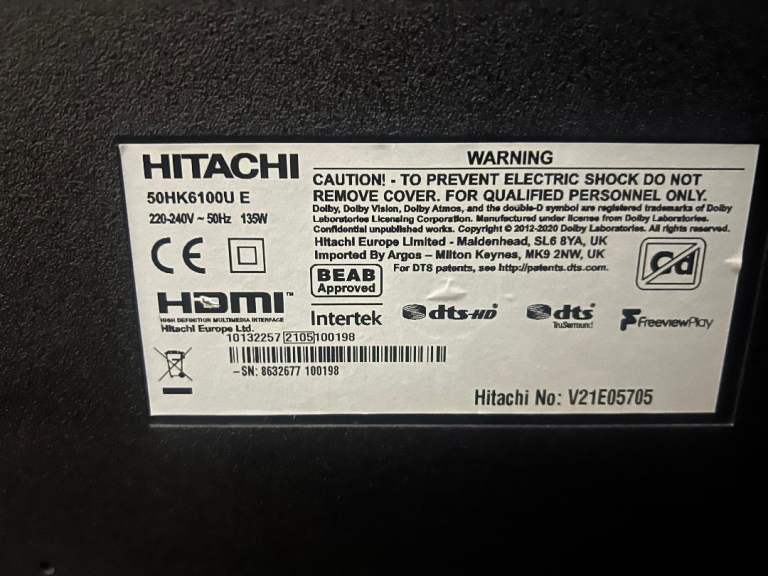 HITACHI
50HK6100U E
220-240V ~ 50Hz 135W
CE
WARNING
CAUTION! - TO PREVENT ELECTRIC SHOCK DO NOT
REMOVE COVER. FOR QUALIFIED PERSONNEL ONLY.
Dolby, Dolby Vision, Dolby Atmos, and the double-D symbol are registered trademarks of Dolby
Laboratories Licensing Corporation. Manufactured under license from Dolby Laboratories.
Confidential unpublished works. Copyright © 2012-2020 Dolby Laboratories. All rights reserved.
Hitachi Europe Limited - Maidenhead, SL6 8YA, UK
Imported By Argos – Milton Keynes, MK9 2NW, UK
For DTS patents, see http://patents.dts.com.
BEAB
Approved
Cd
HDMI™
HIGH DEFINITION MULTIMEDIA INTERFACE
Hitachi Europe Ltd.
Intertek
dts-HD
dts
TruSurround
FreeviewPlay
10132257 2105 100198
–SN: 8632677 100198
Hitachi No: V21E05705